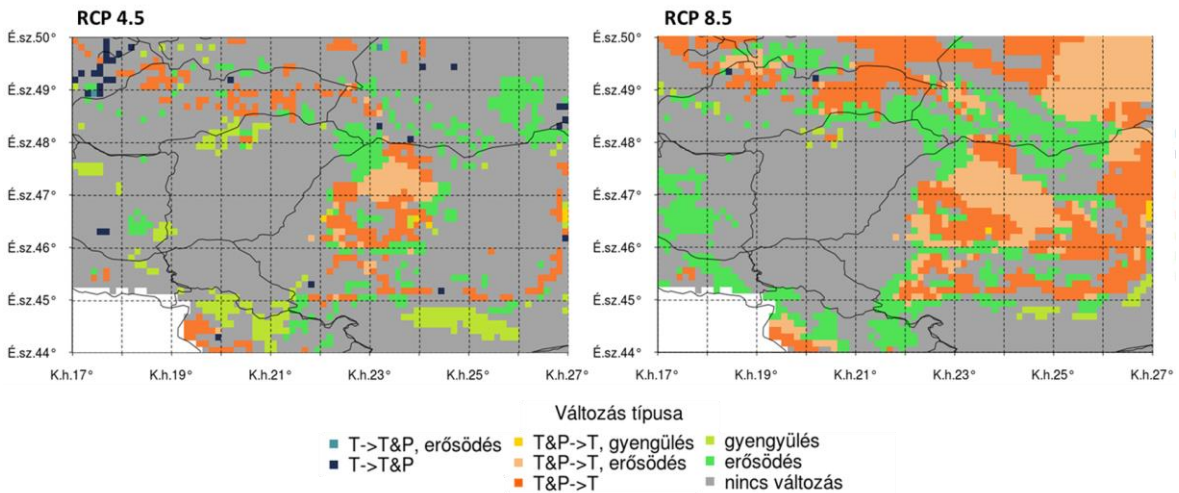 RCP 4.5
RCP 8.5
É.sz.50°
É.sz.49°
É.sz.48°
É.sz.47°
É.sz.46°
É.sz.45°
É.sz.44°
K.h.17°
K.h.19°
K.h.21°
K.h.23°
K.h.25°
K.h.27°
É.sz.50°
É.sz.49°
É.sz.48°
É.sz.47°
É.sz.46°
É.sz.45°
É.sz.44°
K.h.17°
K.h.19°
K.h.21°
K.h.23°
K.h.25°
K.h.27°
Változás típusa
T->T&P, erősödés
T->T&P
T&P->T, gyengülés
T&P->T, erősödés
T&P->T
gyengyülés
erősödés
nincs változás